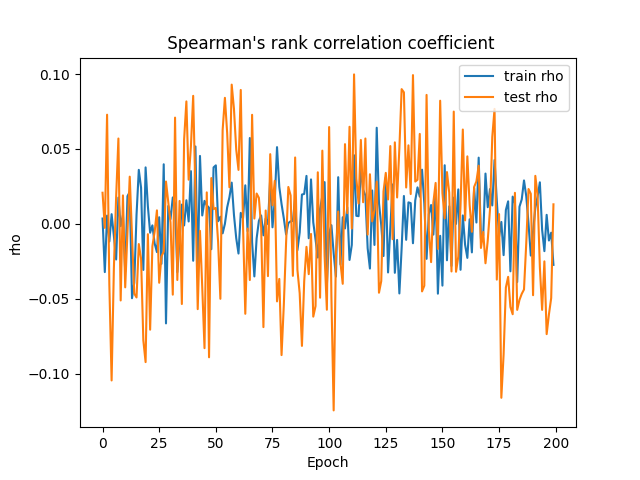 Spearman's rank correlation coefficient
train rho
test rho
0.10
0.05
0.00
−0.05
−0.10
rho
0 25 50 75 100 125 150 175 200
Epoch